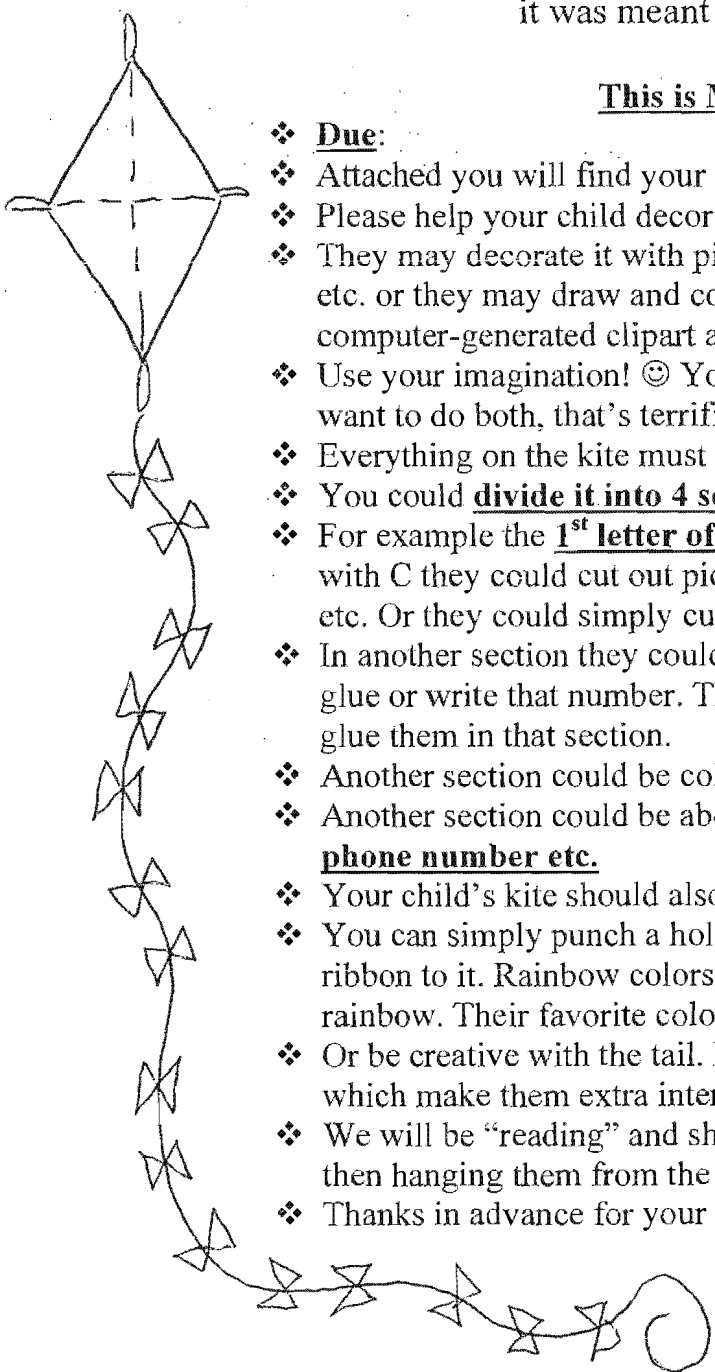 it was meant
This is
❖ Due:
❖ Attached you will find your
❖ Please help your child decor
❖ They may decorate it with pi
etc. or they may draw and co
computer-generated clipart a
❖ Use your imagination! ☺ Yo
want to do both, that's terrif
❖ Everything on the kite must
❖ You could divide it into 4 se
❖ For example the 1st letter of
with C they could cut out pic
etc. Or they could simply cu
❖ In another section they could
glue or write that number. T
glue them in that section.
❖ Another section could be co
❖ Another section could be ab
phone number etc.
❖ Your child's kite should also
❖ You can simply punch a hol
ribbon to it. Rainbow colors
rainbow. Their favorite colo
❖ Or be creative with the tail.
which make them extra inter
❖ We will be "reading" and sh
then hanging them from the
❖ Thanks in advance for your